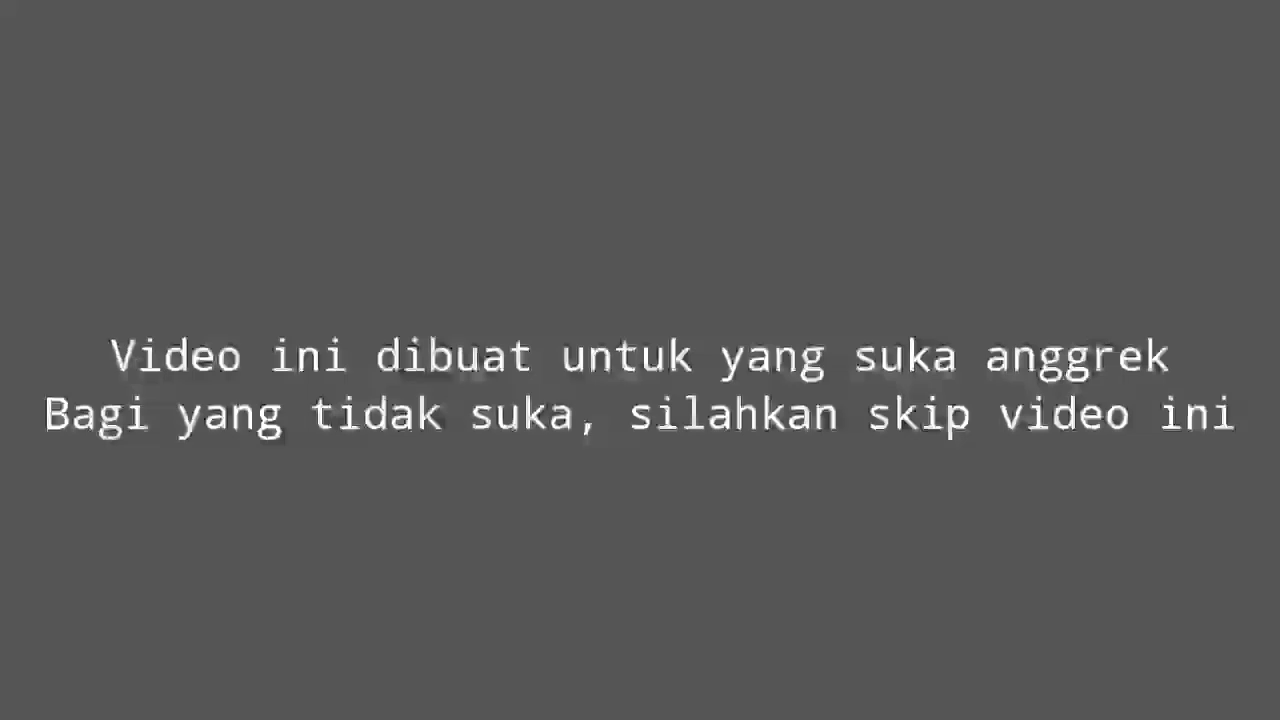 Video ini dibuat untuk yang suka anggrek
Bagi yang tidak suka, silahkan skip video ini